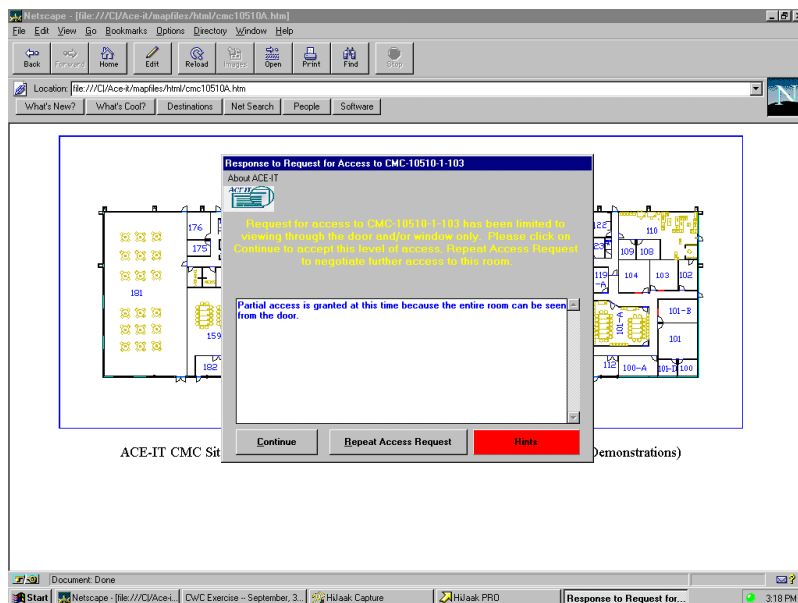 Netscape - [file:///C|/Ace-it/mapfiles/html/cmc10510A.htm]
File Edit View Go Bookmarks Options Directory Window Help
Back Forward Home Edit Reload Images Open Print Find Stop
Location: file:///C|/Ace-it/mapfiles/html/cmc10510A.htm
What's New? What's Cool? Destinations Net Search People Software
N
Response to Request for Access to CMC-10510-1-103
About ACE-IT
ACE-IT
Request for access to CMC-10510-1-103 has been limited to
viewing through the door and/or window only. Please click on
Continue to accept this level of access, Repeat Access Request
to negotiate further access to this room.
Partial access is granted at this time because the entire room can be seen
from the door.
Continue Repeat Access Request Hints
176
175
181
159
182
122
110
109 108
119
-A
104 103 102
101-A
101-B
101
112 100-A 101-D 100
ACE-IT CMC Sit
Demonstrations)
Document: Done
Start Netscape - [file:///C|/Ace-i... CWC Exercise -- September, 3... HiJaak Capture HiJaak PRO Response to Request for... 3:18 PM